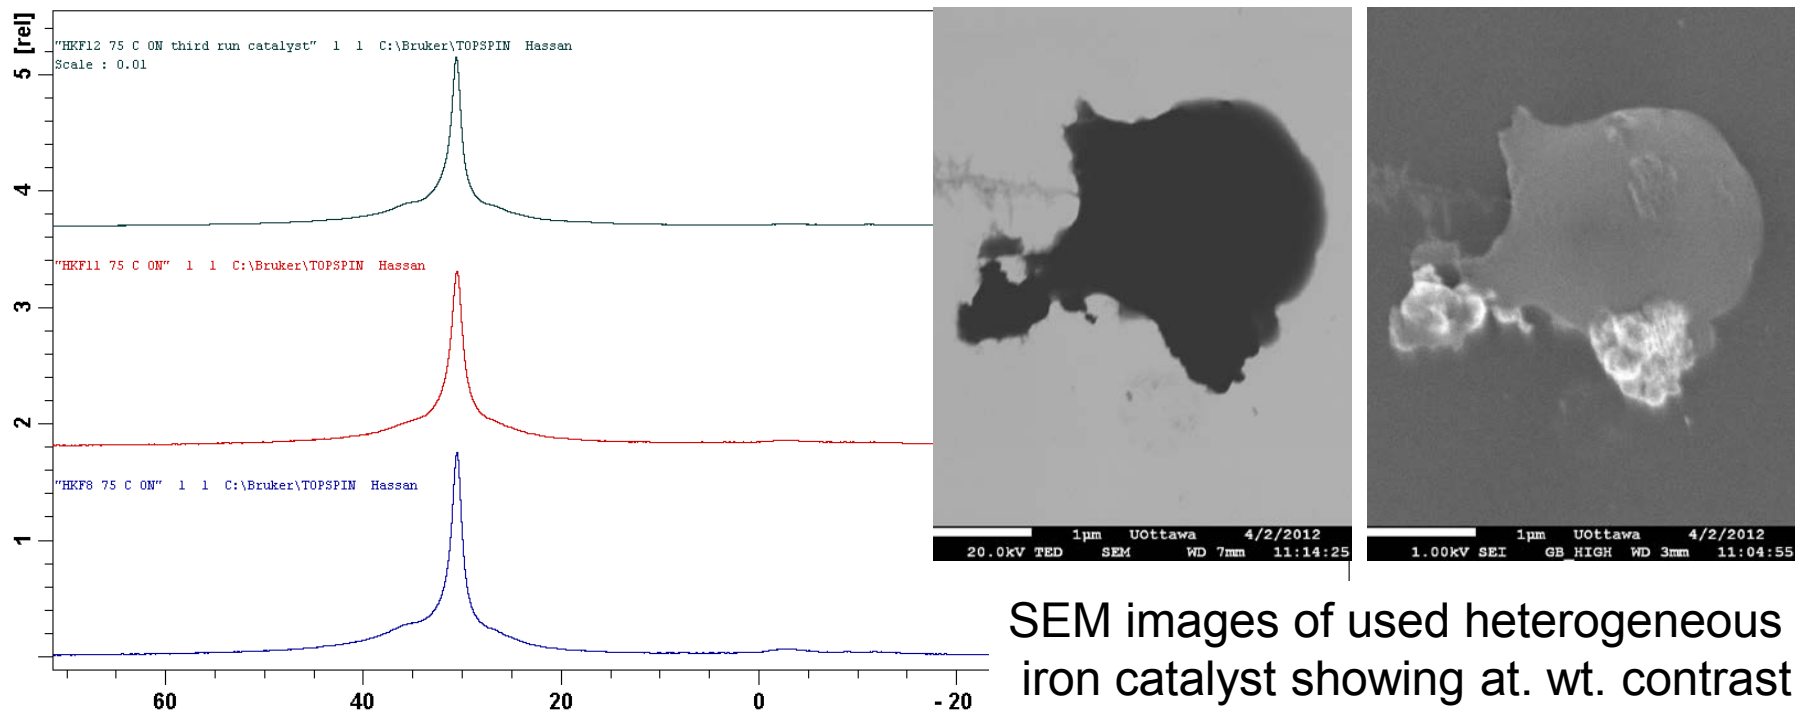 [rel]
5
4
3
2
1
"HKF12 75 C ON third run catalyst" 1 1 C:\Bruker\TOPSPIN Hassan
Scale : 0.01
"HKF11 75 C ON" 1 1 C:\Bruker\TOPSPIN Hassan
"HKF8 75 C ON" 1 1 C:\Bruker\TOPSPIN Hassan
60 40 20 0 -20
1µm UOttawa 4/2/2012
20.0kV TED SEM WD 7mm 11:14:25
1µm UOttawa 4/2/2012
1.00kV SEI GB_HIGH WD 3mm 11:04:55
SEM images of used heterogeneous
iron catalyst showing at. wt. contrast